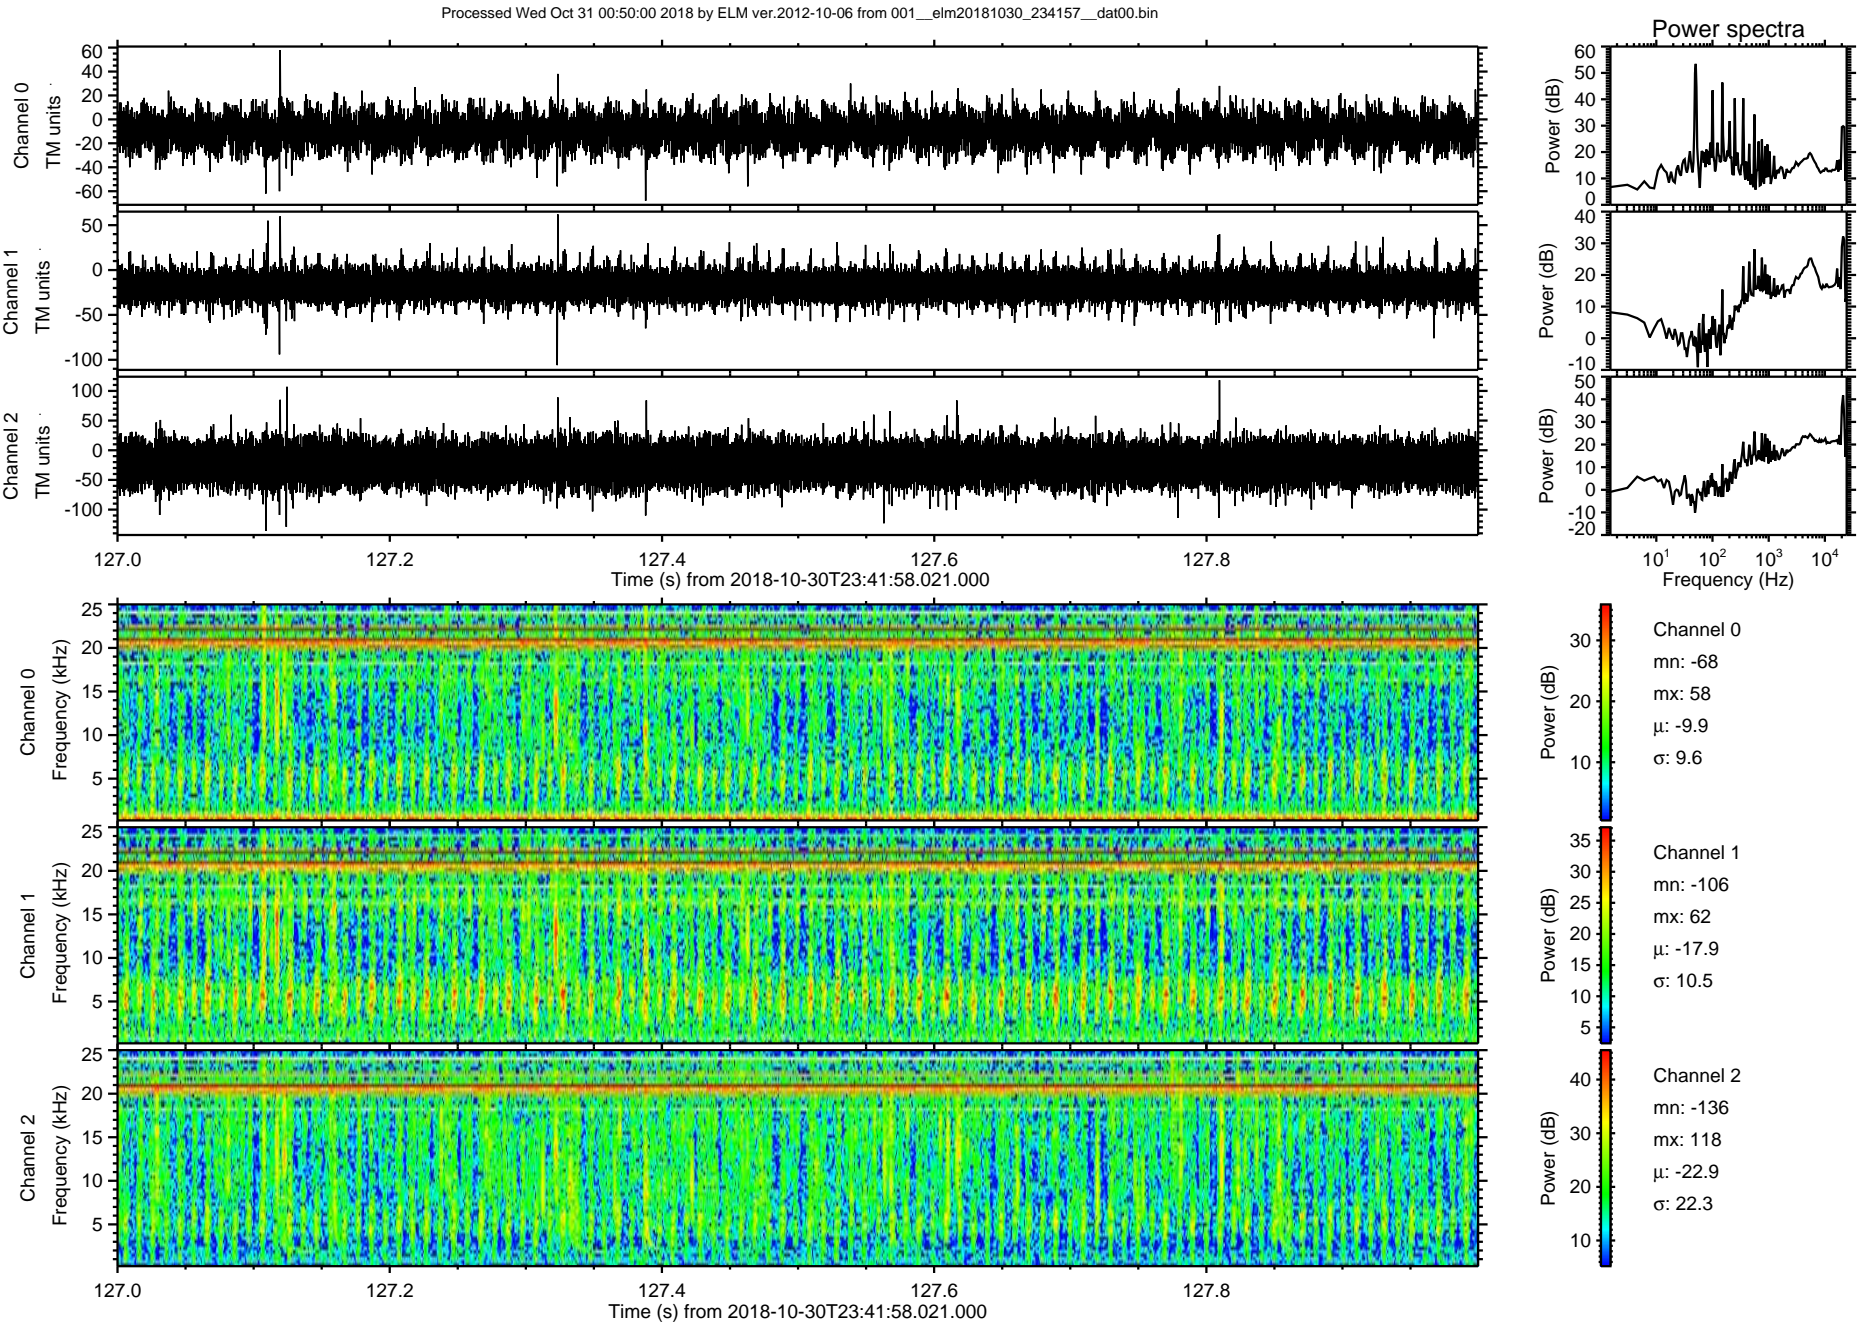 Processed Wed Oct 31 00:50:00 2018 by ELM ver.2012-10-06 from 001__elm20181030_234157__dat00.bin
Power spectra
Channel 0
TM units
60
40
20
0
-20
-40
-60
Power (dB)
60
50
40
30
20
10
0
Channel 1
TM units
50
0
-50
-100
Power (dB)
40
30
20
10
0
-10
Channel 2
TM units
100
50
0
-50
-100
Power (dB)
50
40
30
20
10
0
-10
-20
127.0 127.2 127.4 127.6 127.8
Time (s) from 2018-10-30T23:41:58.021.000
10¹ 10² 10³ 10⁴
Frequency (Hz)
Channel 0
Frequency (kHz)
25
20
15
10
5
Power (dB)
30
20
10
Channel 0
mn: -68
mx: 58
μ: -9.9
σ: 9.6
Channel 1
Frequency (kHz)
25
20
15
10
5
Power (dB)
35
30
25
20
15
10
5
Channel 1
mn: -106
mx: 62
μ: -17.9
σ: 10.5
Channel 2
Frequency (kHz)
25
20
15
10
5
Power (dB)
40
30
20
10
Channel 2
mn: -136
mx: 118
μ: -22.9
σ: 22.3
127.0 127.2 127.4 127.6 127.8
Time (s) from 2018-10-30T23:41:58.021.000